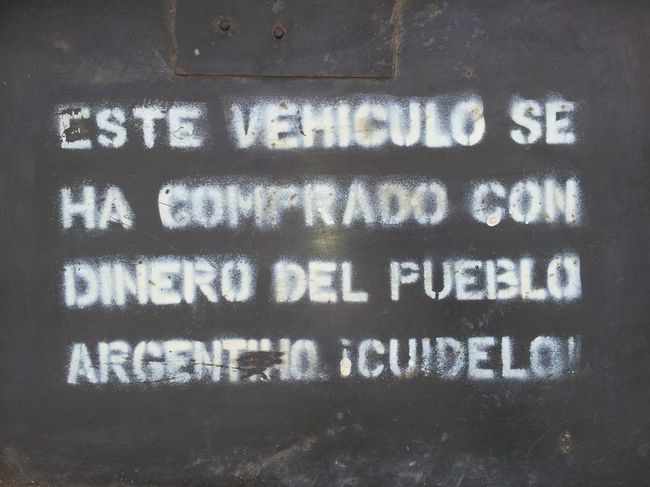 ESTE VEHICULO SE
HA COMPRADO CON
DINERO DEL PUEBLO
ARGENTINO ¡CUIDELO!